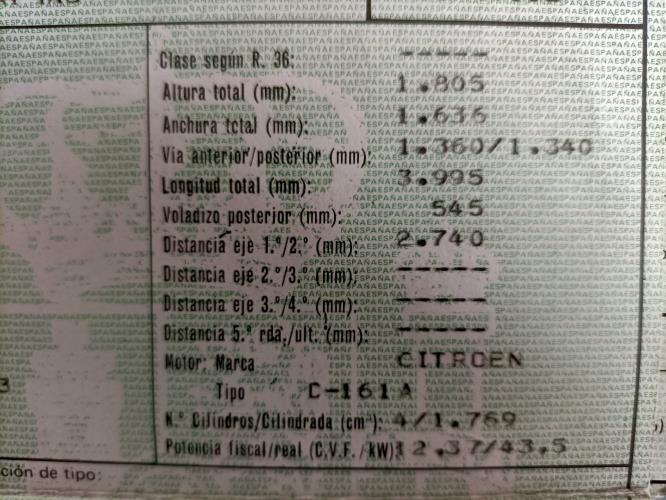 Clase según R. 36: -----
Altura total (mm): 1.805
Anchura total (mm): 1.636
Via anterior/posterior (mm): 1.360/1.340
Longitud total (mm): 3.995
Voladizo posterior (mm): 545
Distancia eje 1.º/2.º (mm): 2.740
Distancia eje 2.º/3.º (mm): -----
Distancia eje 3.º/4.º (mm): -----
Distancia 5.ª rda./ult. (mm): -----
Motor: Marca CITROEN
Tipo C-161A
N.º Cilindros/Cilindrada (cm³): 4/1.769
Potencia fiscal/real (C.V.F./kW): 12.37/43.5
ción de tipo: